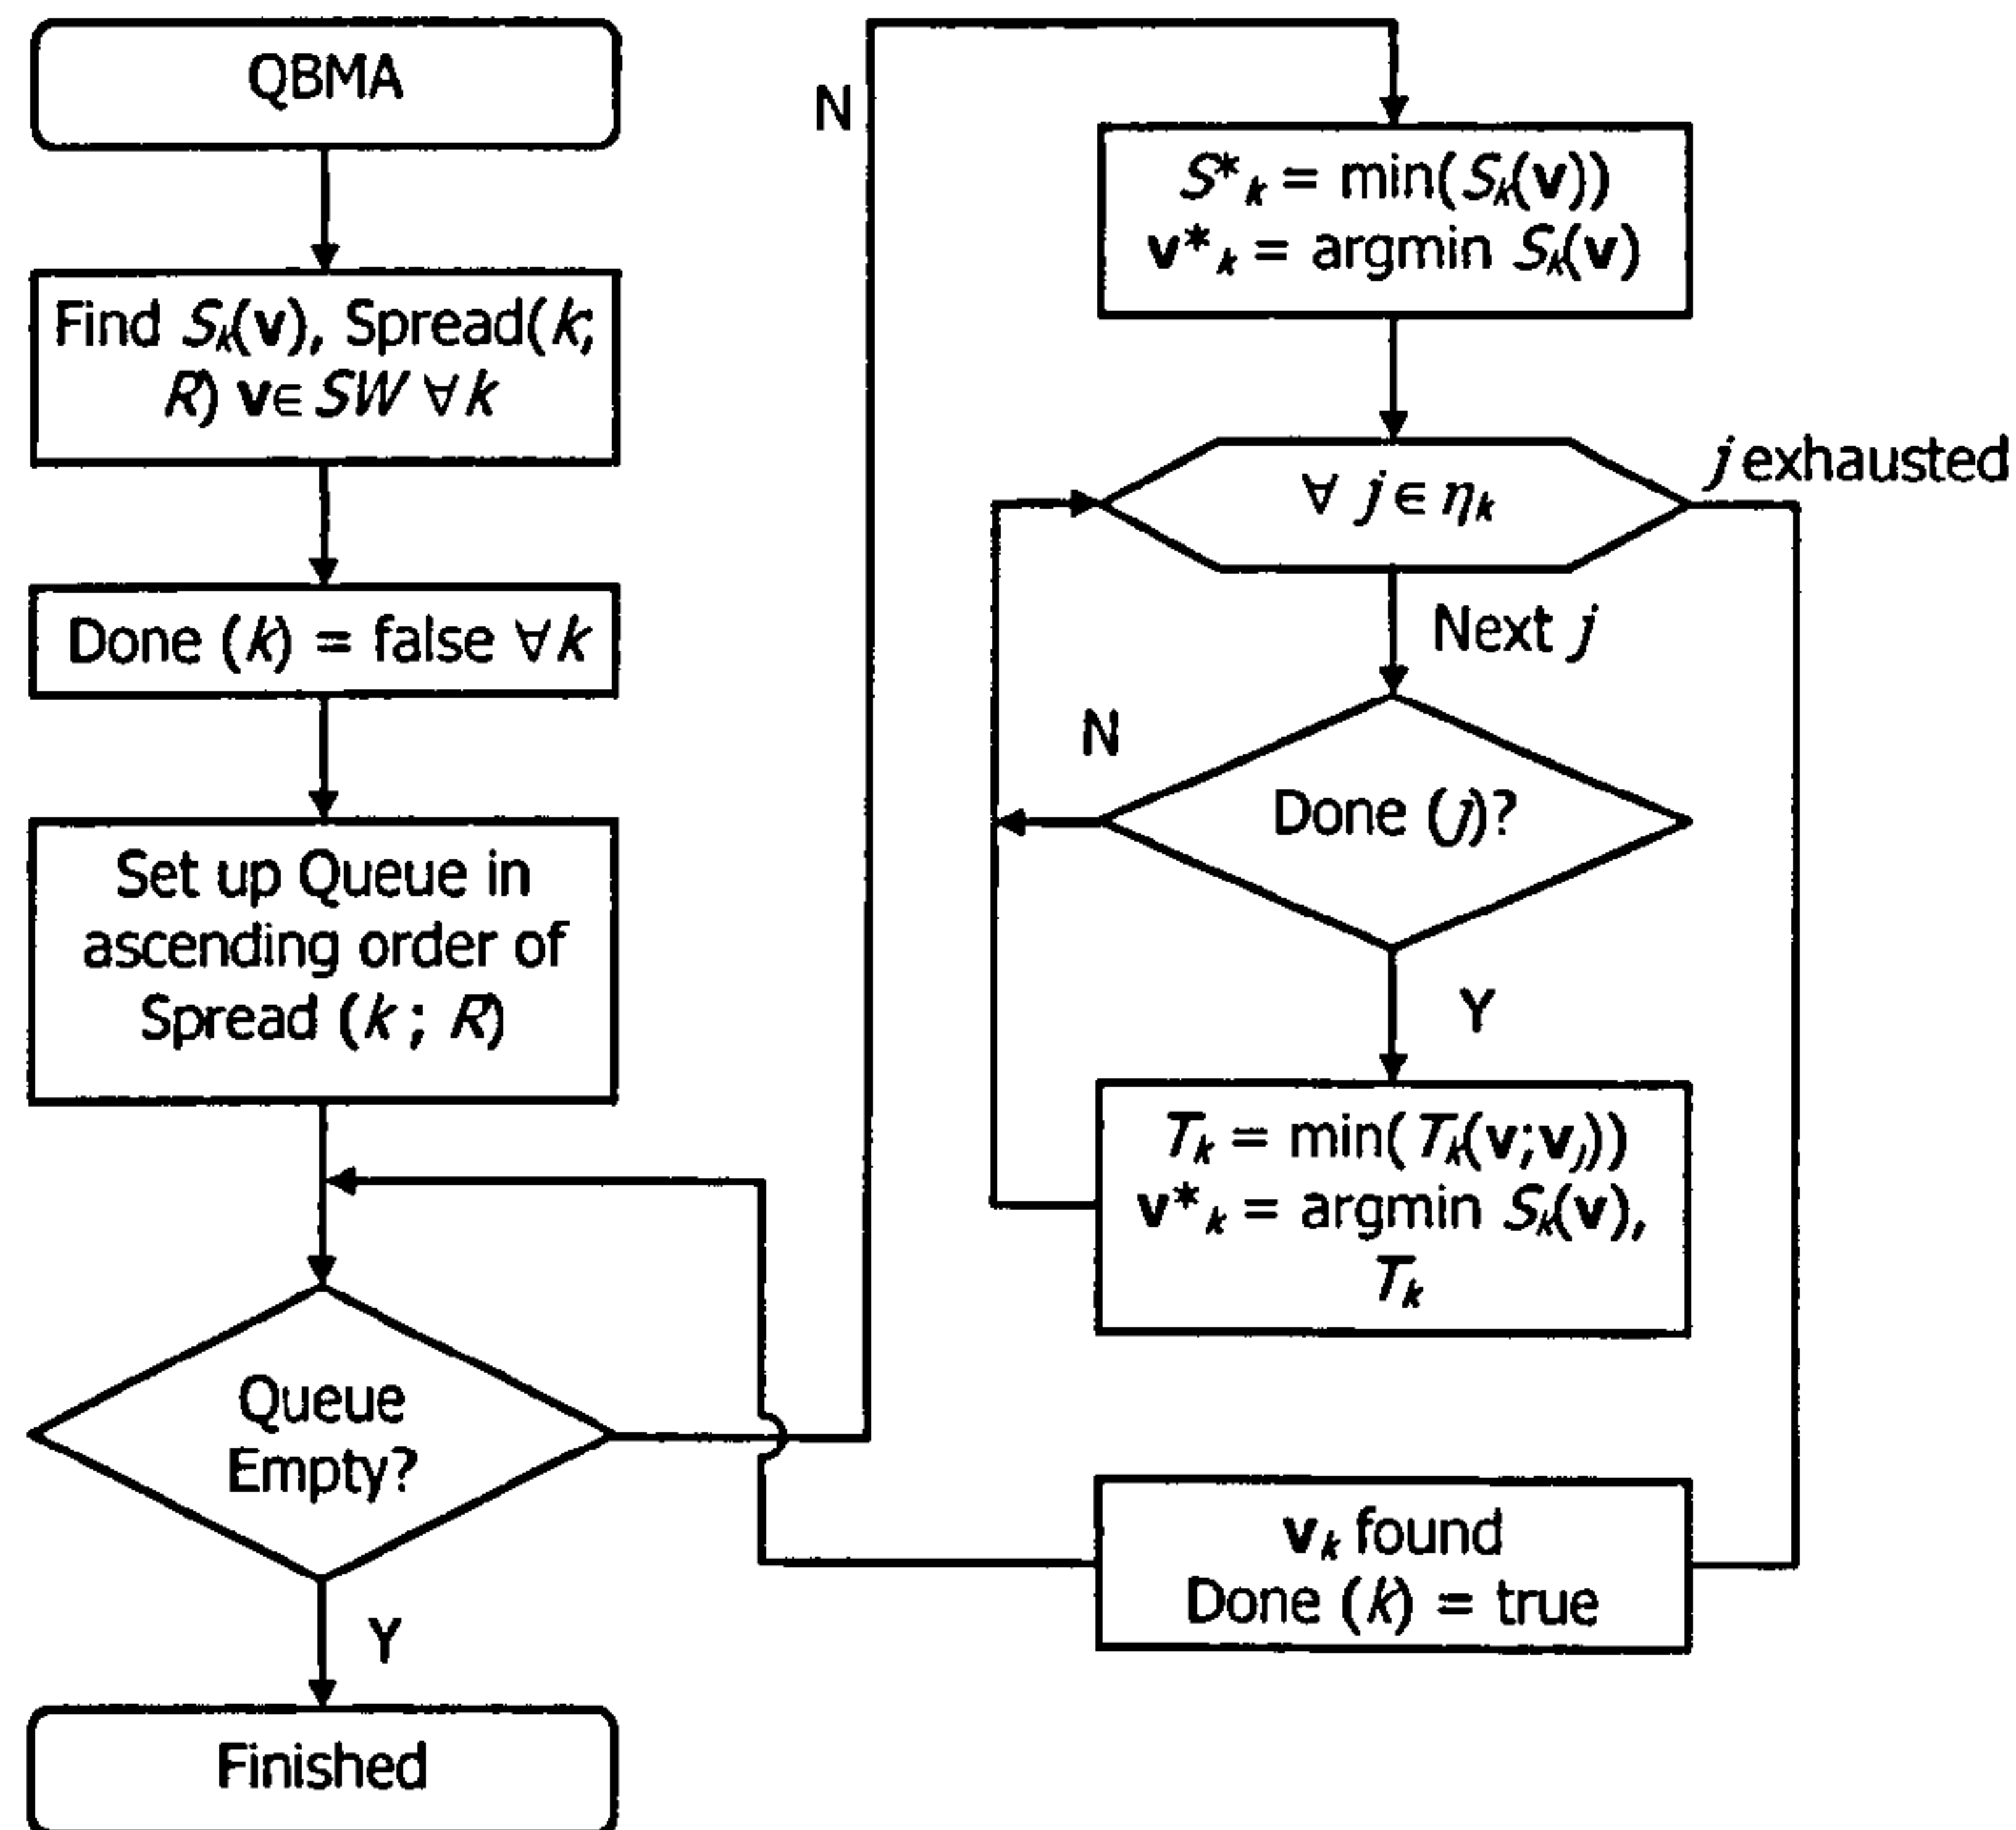 QBMA
Find Sk(v), Spread(k;
R) v∈SW ∀k
Done (k) = false ∀k
Set up Queue in
ascending order of
Spread (k ; R)
Queue
Empty?
Y
Finished
N
S*k = min(Sk(v))
v*k = argmin Sk(v)
∀ j∈ηk
j exhausted
Next j
N
Done (j)?
Y
Tk = min(Tk(v;vj))
v*k = argmin Sk(v),
Tk
vk found
Done (k) = true